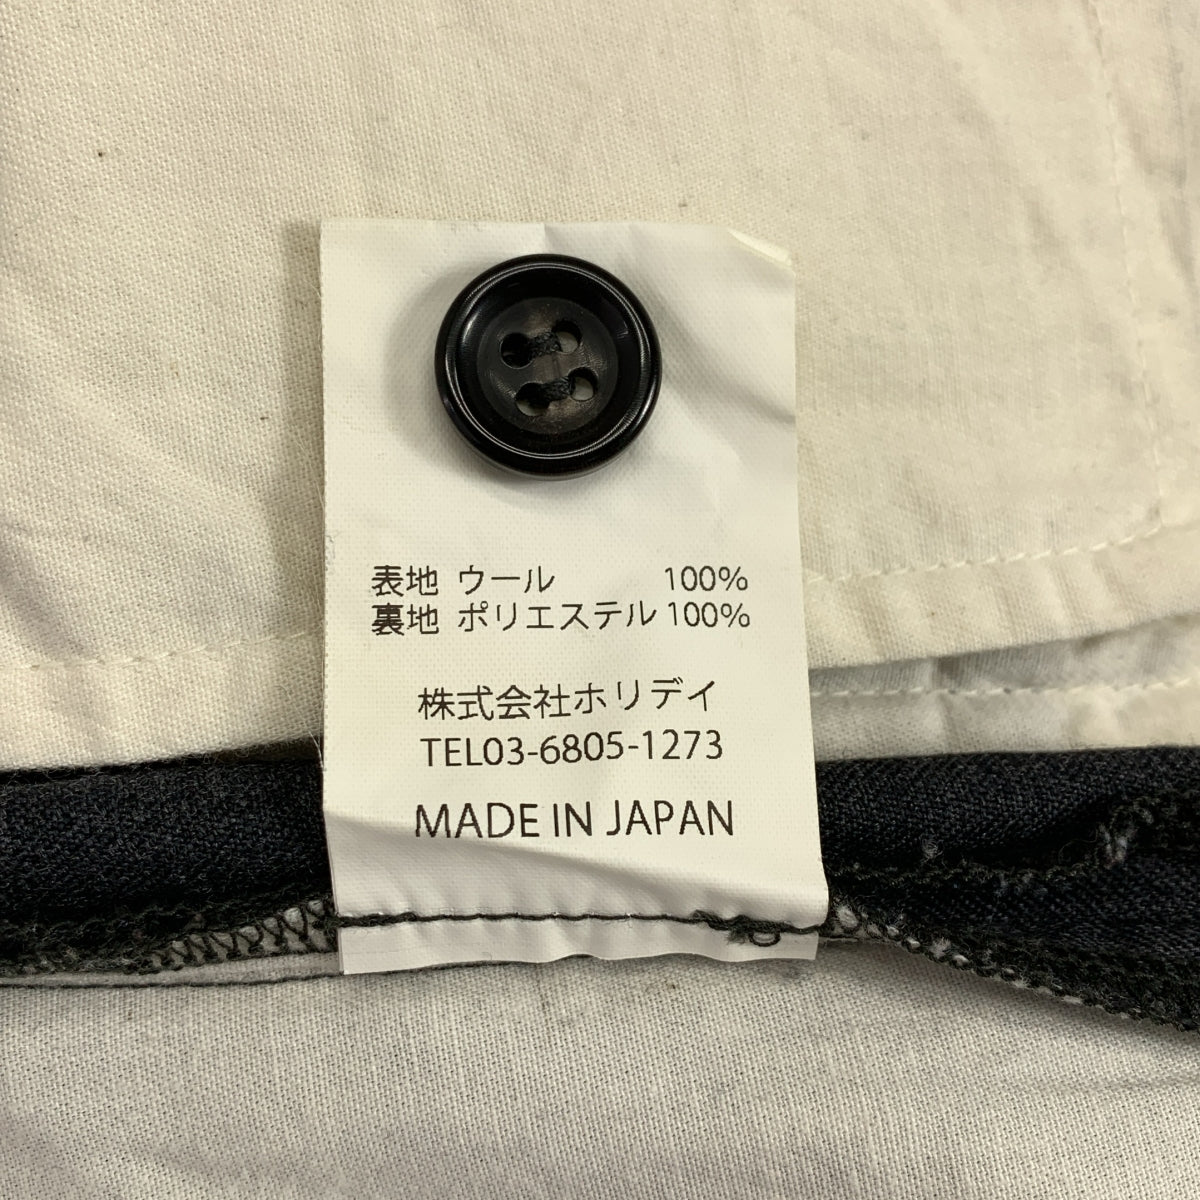 表地 ウール 100%
裏地 ポリエステル 100%
株式会社ホリデイ
TEL03-6805-1273
MADE IN JAPAN